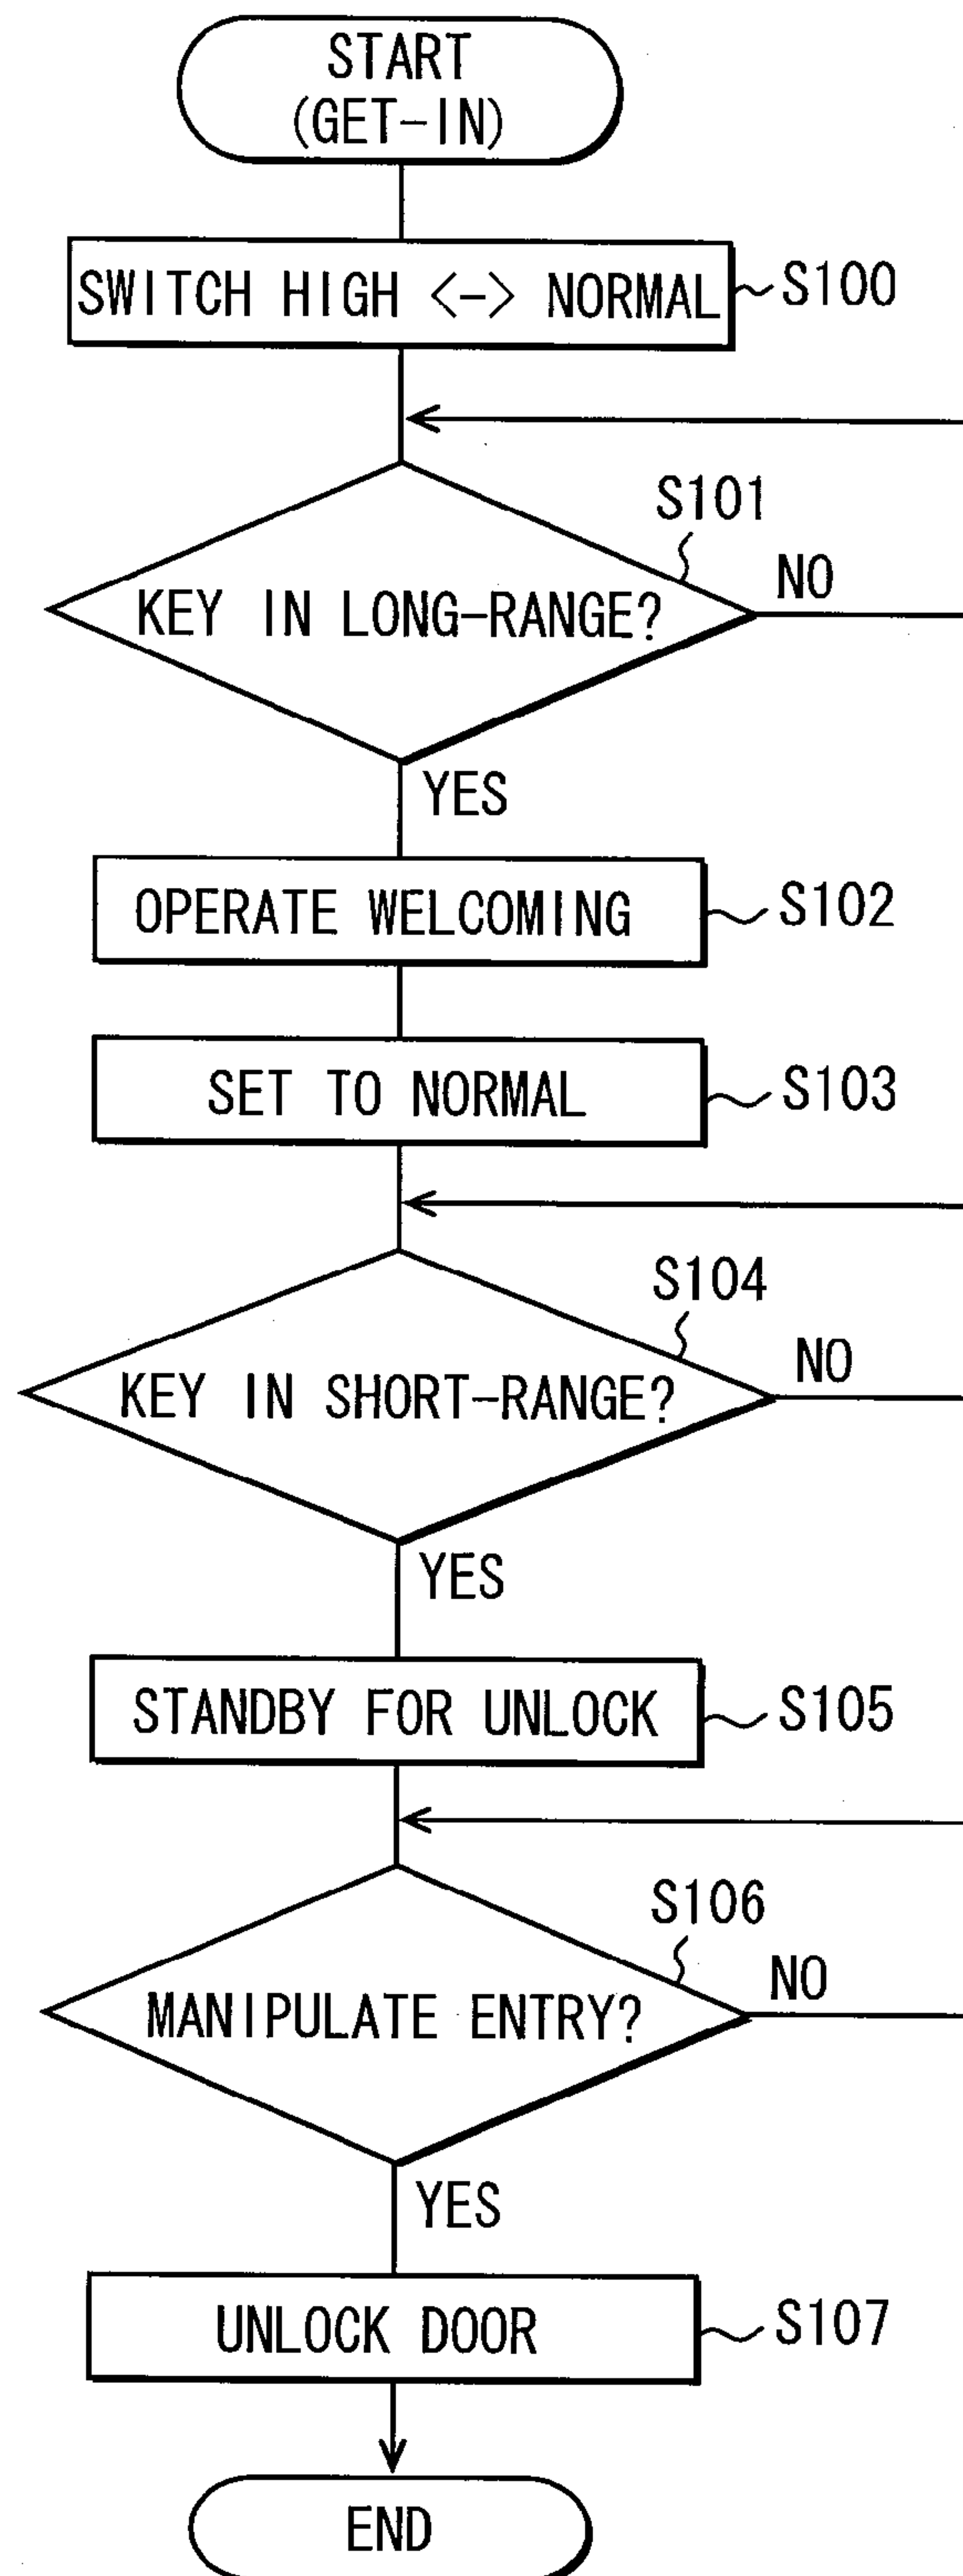 START
(GET-IN)
SWITCH HIGH <-> NORMAL
S100
S101
KEY IN LONG-RANGE?
NO
YES
OPERATE WELCOMING
S102
SET TO NORMAL
S103
S104
KEY IN SHORT-RANGE?
NO
YES
STANDBY FOR UNLOCK
S105
S106
MANIPULATE ENTRY?
NO
YES
UNLOCK DOOR
S107
END